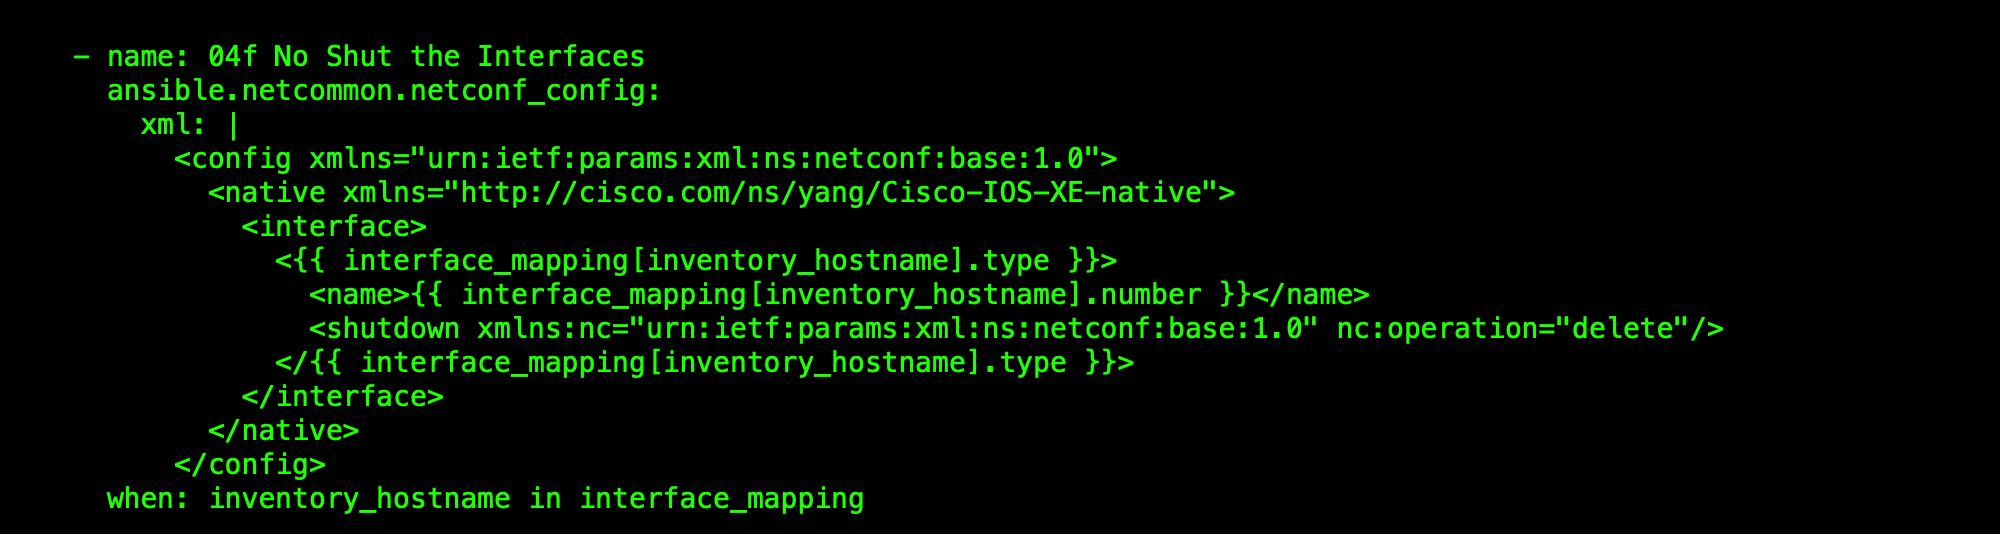 - name: 04f No Shut the Interfaces
ansible.netcommon.netconf_config:
xml: |
<config xmlns="urn:ietf:params:xml:ns:netconf:base:1.0">
<native xmlns="http://cisco.com/ns/yang/Cisco-IOS-XE-native">
<interface>
<{{ interface_mapping[inventory_hostname].type }}>
<name>{{ interface_mapping[inventory_hostname].number }}</name>
<shutdown xmlns:nc="urn:ietf:params:xml:ns:netconf:base:1.0" nc:operation="delete"/>
</{{ interface_mapping[inventory_hostname].type }}>
</interface>
</native>
</config>
when: inventory_hostname in interface_mapping